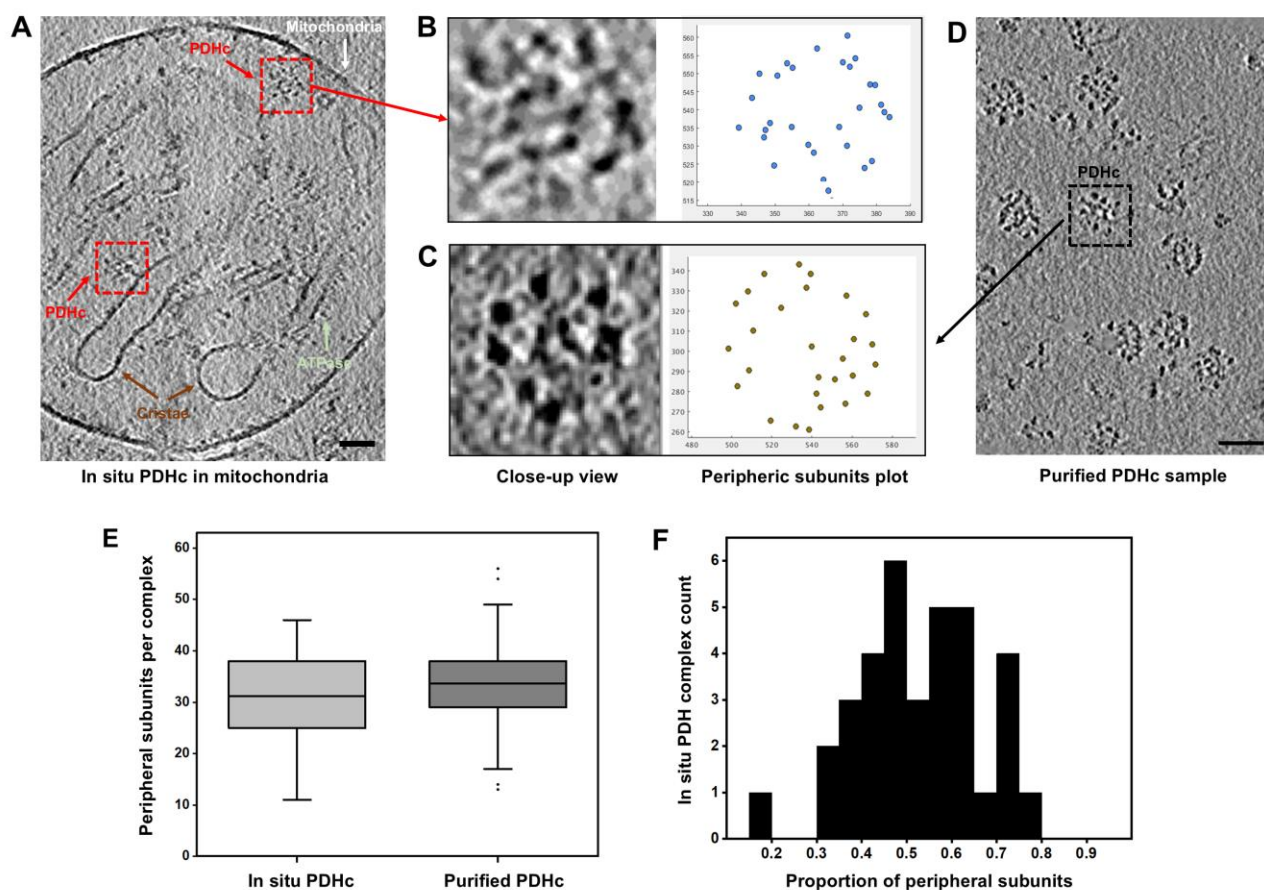 A
Mitochondria
PDHc
PDHc
ATPase
Cristae
In situ PDHc in mitochondria
B
560
555
550
545
540
535
530
525
520
515
330 340 350 360 370 380 390
C
340
330
320
310
300
290
280
270
260
480 500 520 540 560 580
Close-up view
Peripheric subunits plot
D
PDHc
Purified PDHc sample
E
Peripheral subunits per complex
60
50
40
30
20
10
0
In situ PDHc
Purified PDHc
F
In situ PDH complex count
6
5
4
3
2
1
0
0.2 0.3 0.4 0.5 0.6 0.7 0.8 0.9
Proportion of peripheral subunits